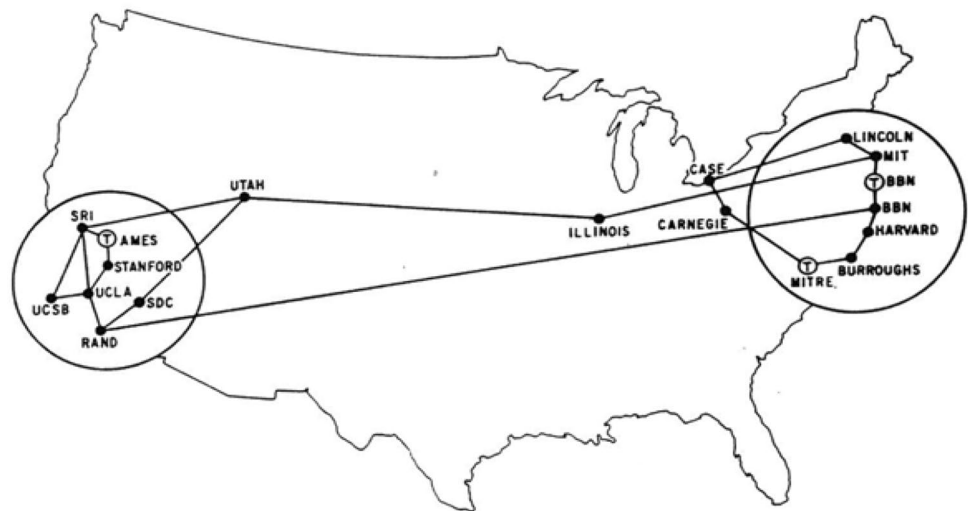 LINCOLN
MIT
CASE
T BBN
UTAH
BBN
SRI
CARNEGIE
ILLINOIS
HARVARD
T AMES
STANFORD
T
BURROUGHS
MITRE.
UCLA
SDC
UCSB
RAND